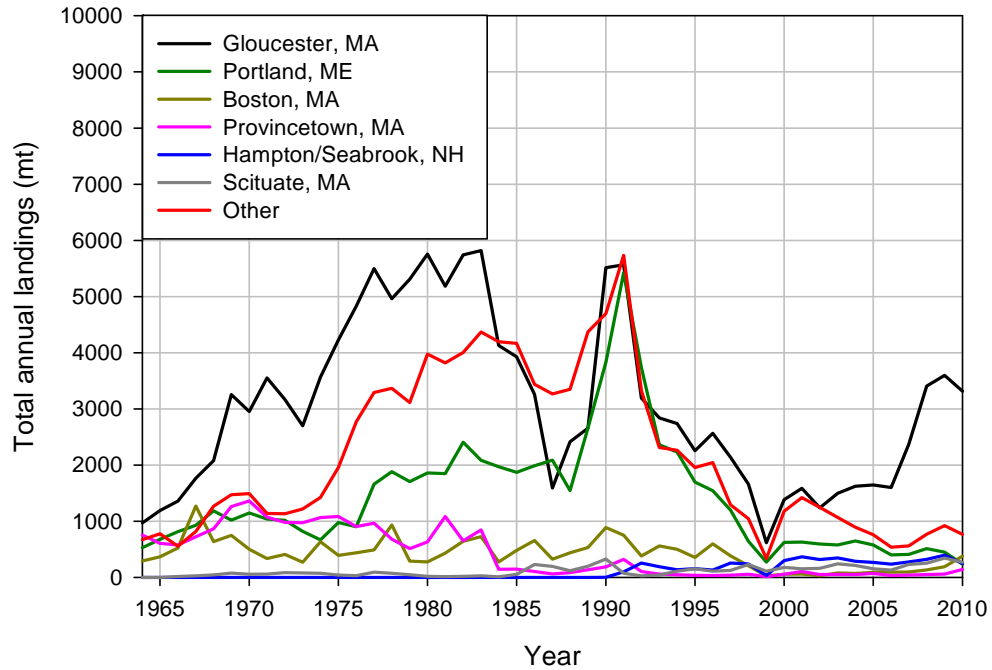 Total annual landings (mt)
10000
9000
8000
7000
6000
5000
4000
3000
2000
1000
0
Gloucester, MA
Portland, ME
Boston, MA
Provincetown, MA
Hampton/Seabrook, NH
Scituate, MA
Other
1965 1970 1975 1980 1985 1990 1995 2000 2005 2010
Year